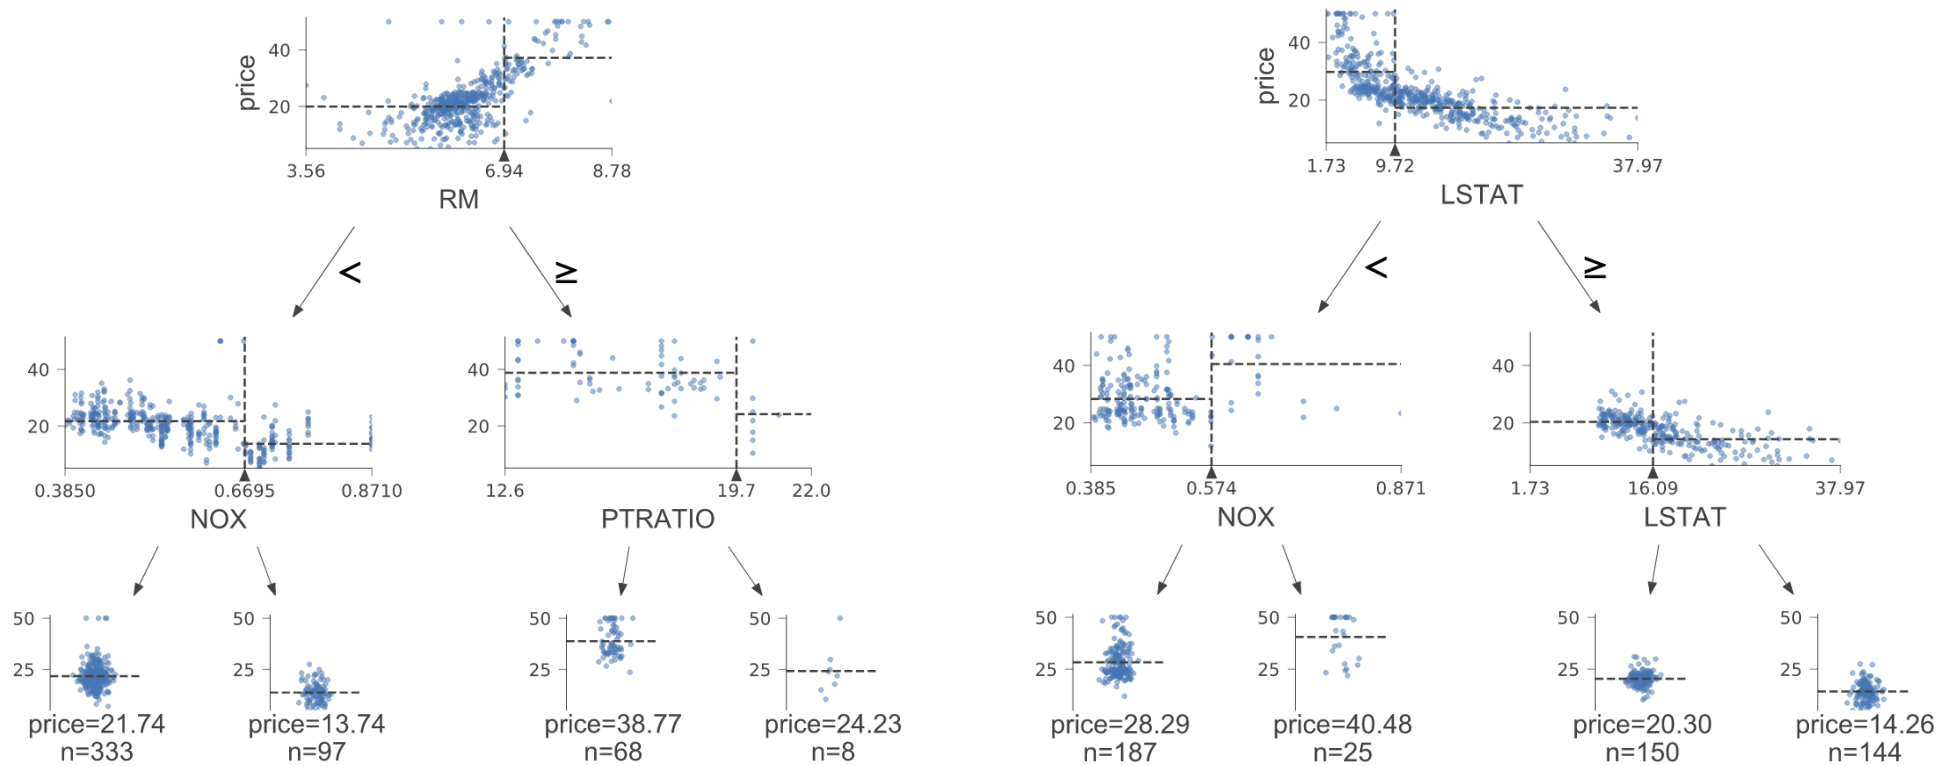 price
40
20
3.56 6.94 8.78
RM
<
≥
40
20
0.3850 0.6695 0.8710
NOX
40
20
12.6 19.7 22.0
PTRATIO
50
25
price=21.74
n=333
50
25
price=13.74
n=97
50
25
price=38.77
n=68
50
25
price=24.23
n=8
price
40
20
1.73 9.72 37.97
LSTAT
<
≥
40
20
0.385 0.574 0.871
NOX
40
20
1.73 16.09 37.97
LSTAT
50
25
price=28.29
n=187
50
25
price=40.48
n=25
50
25
price=20.30
n=150
50
25
price=14.26
n=144